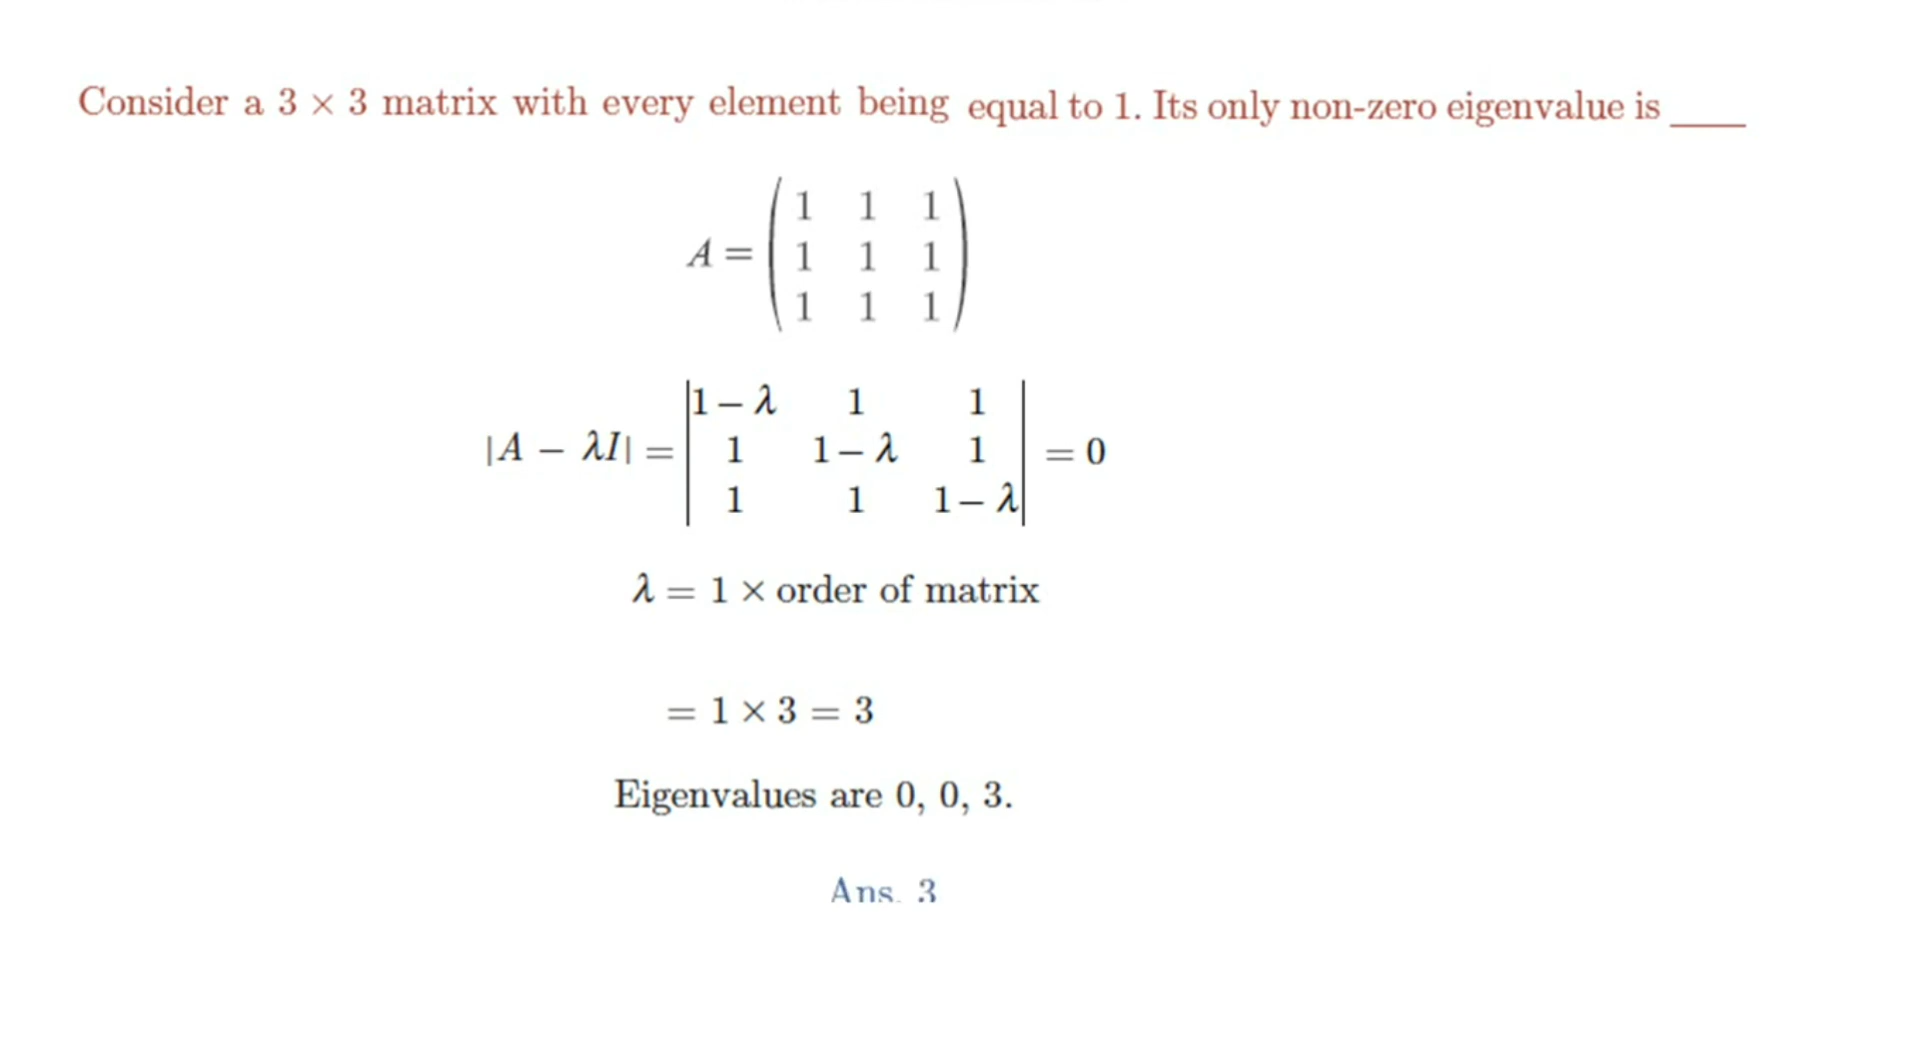 Consider a 3 × 3 matrix with every element being equal to 1. Its only non-zero eigenvalue is ____
A = ( 1 1 1
1 1 1
1 1 1 )
|A − λI| = | 1 − λ 1 1
1 1 − λ 1
1 1 1 − λ | = 0
λ = 1 × order of matrix
= 1 × 3 = 3
Eigenvalues are 0, 0, 3.
Ans. 3